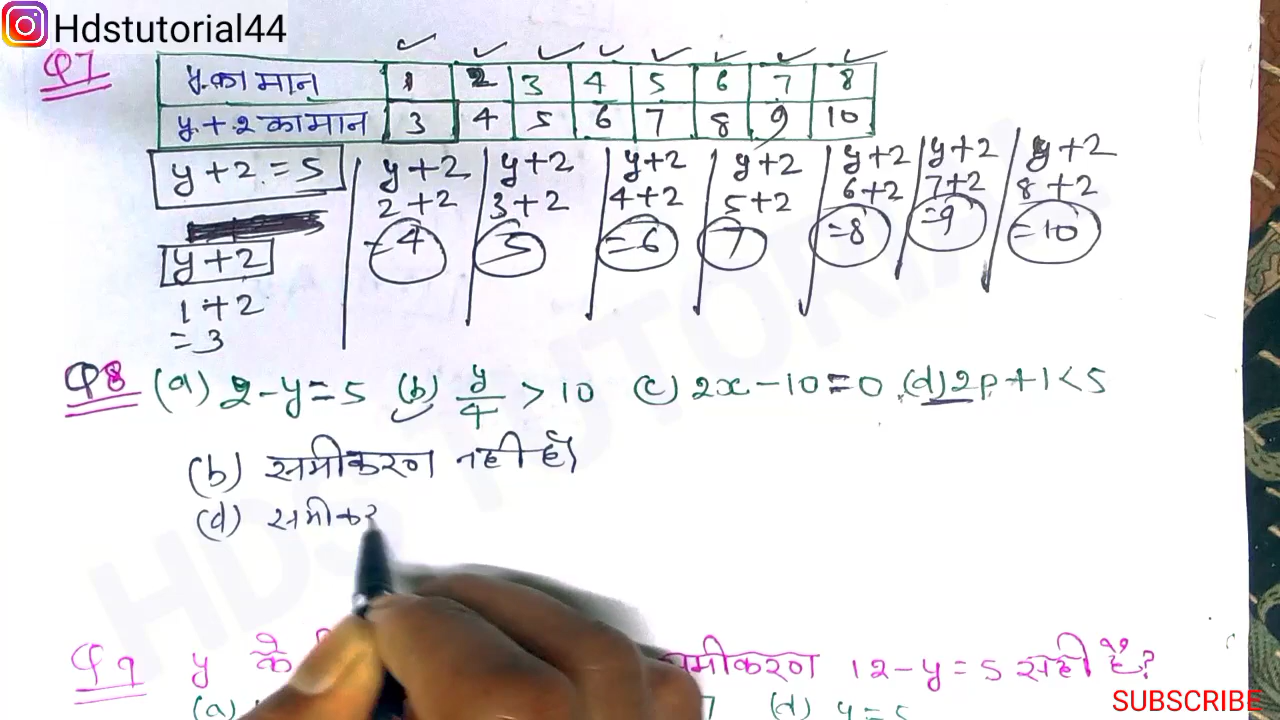 Hdstutorial44
Q7
y का मान 1 2 3 4 5 6 7 8
y+2 का मान 3 4 5 6 7 8 9 10
y+2=5 y+2 y+2 y+2 y+2 y+2 y+2 y+2
2+2 3+2 4+2 5+2 6+2 7+2 8+2
=4 5 =6 7 =8 =9 =10
y+2
1+2
=3
Q8 (a) 2-y=5 (b) y/4 > 10 (c) 2x-10=0 (d) 2p+1<5
(b) समीकरण नही है।
(d) समीकर
Q9 y के समीकरण 12-y=5 सही है?
(a) 7 (d) y=5
SUBSCRIBE
HDS TUTORIAL